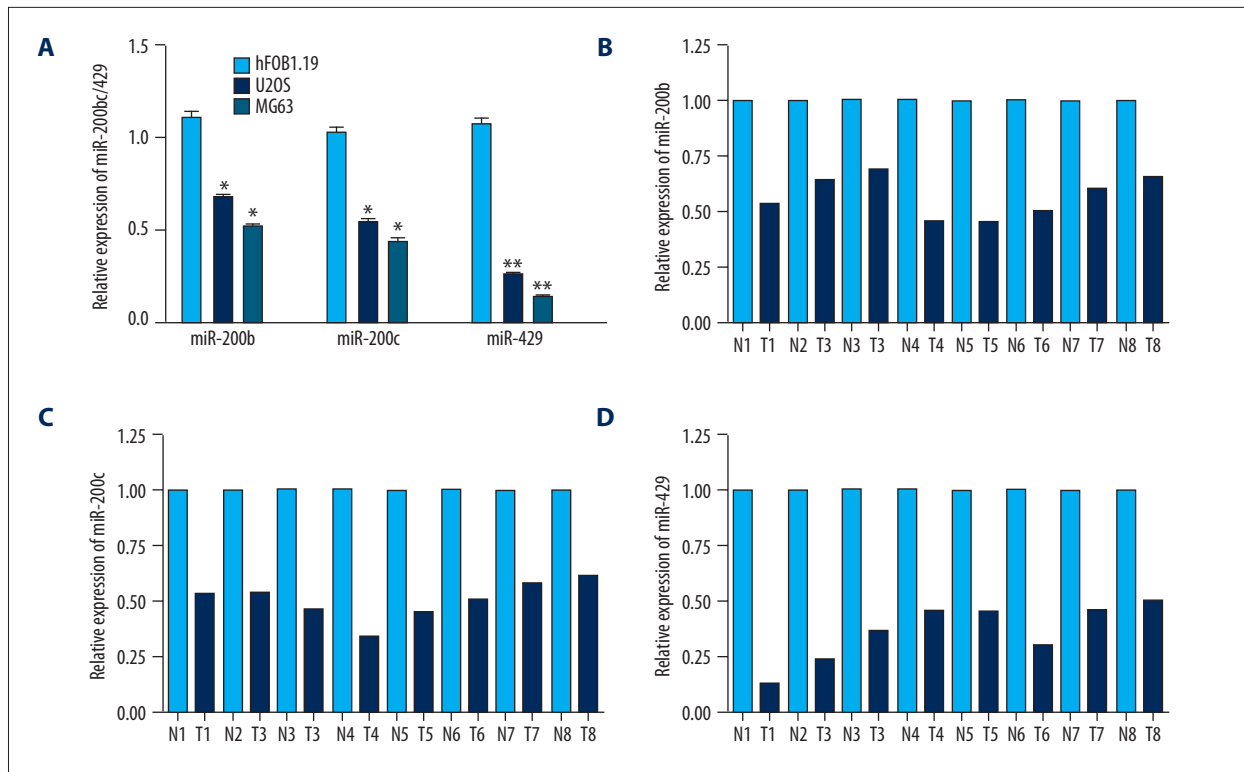 A
Relative expression of miR-200bc/429
1.5
1.0
0.5
0.0
hFOB1.19
U2OS
MG63
* *
* *
** **
miR-200b miR-200c miR-429
B
Relative expression of miR-200b
1.25
1.00
0.75
0.50
0.25
0.00
N1 T1 N2 T3 N3 T3 N4 T4 N5 T5 N6 T6 N7 T7 N8 T8
C
Relative expression of miR-200c
1.25
1.00
0.75
0.50
0.25
0.00
N1 T1 N2 T3 N3 T3 N4 T4 N5 T5 N6 T6 N7 T7 N8 T8
D
Relative expression of miR-429
1.25
1.00
0.75
0.50
0.25
0.00
N1 T1 N2 T3 N3 T3 N4 T4 N5 T5 N6 T6 N7 T7 N8 T8